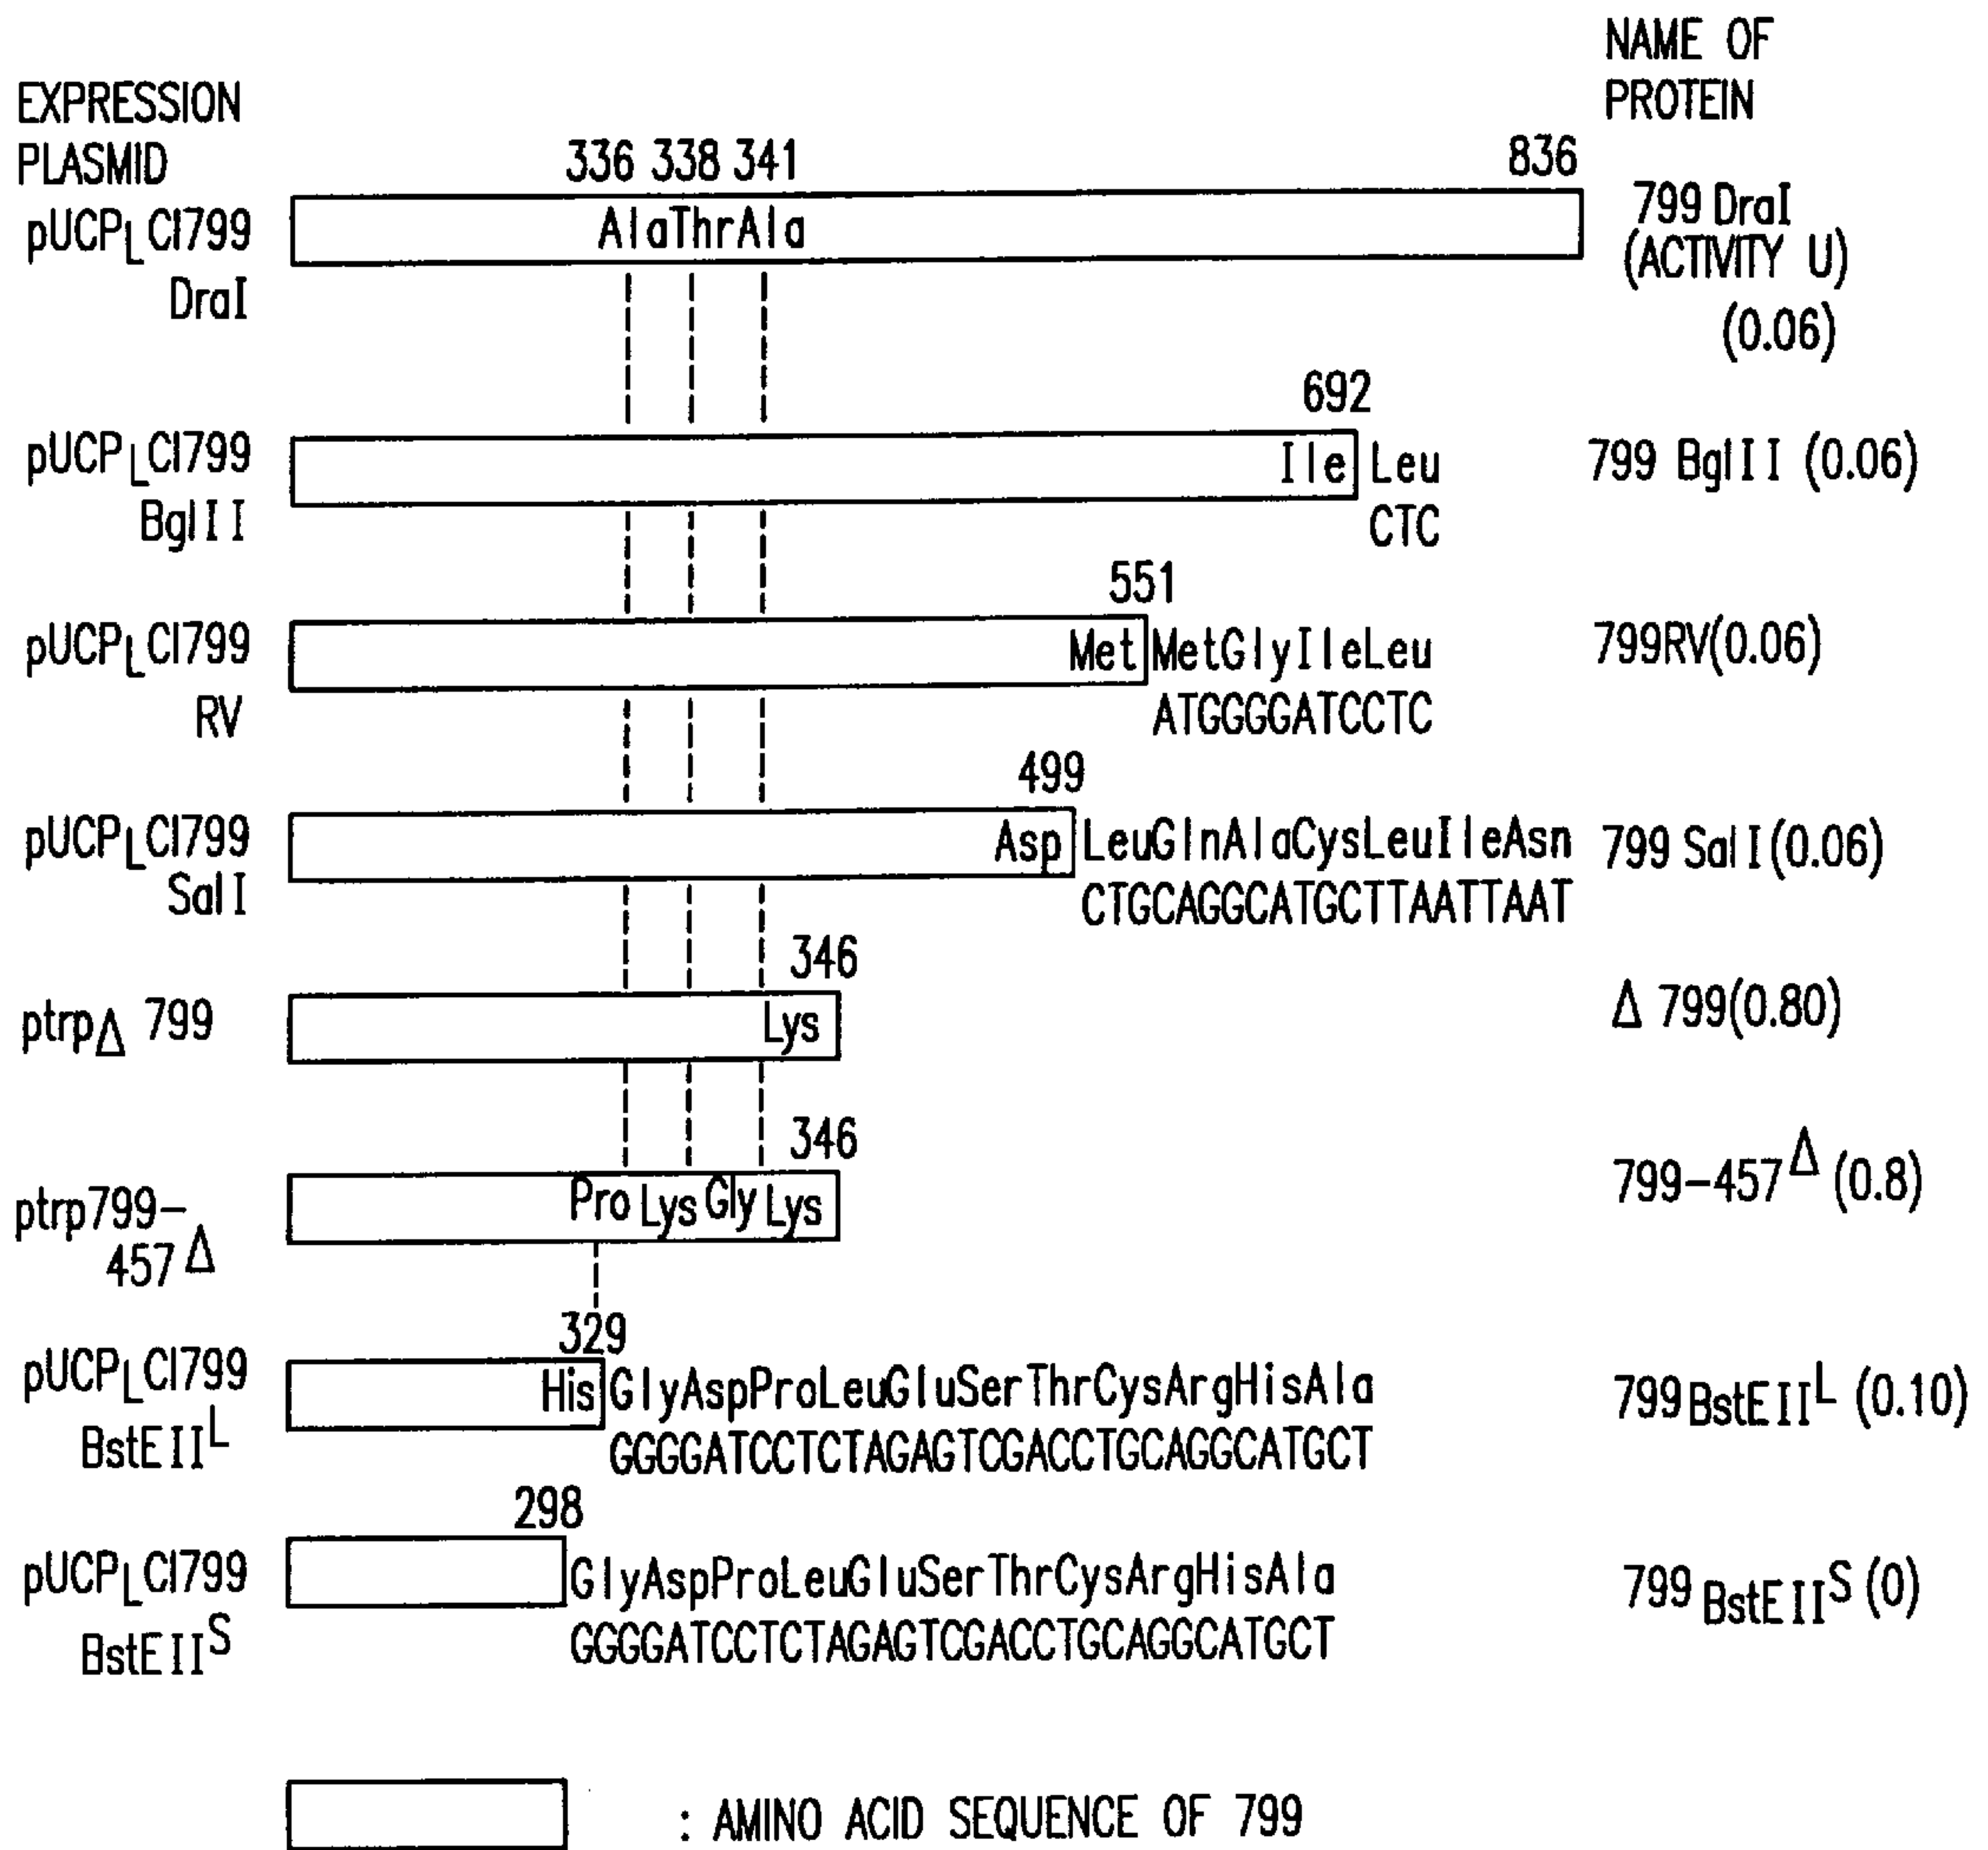 EXPRESSION PLASMID
NAME OF PROTEIN
336 338 341 836
pUCPLCI799 DraI
AlaThrAla
799 DraI
(ACTIVITY U)
(0.06)
692
pUCPLCI799 BglII
Ile Leu
CTC
799 BglII (0.06)
551
pUCPLCI799 RV
Met MetGlyIleLeu
ATGGGGATCCTC
799RV(0.06)
499
pUCPLCI799 SalI
Asp LeuGlnAlaCysLeuIleAsn
CTGCAGGCATGCTTAATTAAT
799 SalI(0.06)
346
ptrpΔ 799
Lys
Δ 799(0.80)
346
ptrp799-457Δ
Pro Lys Gly Lys
799-457Δ (0.8)
329
pUCPLCI799 BstEIIL
His GlyAspProLeuGluSerThrCysArgHisAla
GGGGATCCTCTAGAGTCGACCTGCAGGCATGCT
799BstEIIL (0.10)
298
pUCPLCI799 BstEIIS
GlyAspProLeuGluSerThrCysArgHisAla
GGGGATCCTCTAGAGTCGACCTGCAGGCATGCT
799BstEIIS (0)
: AMINO ACID SEQUENCE OF 799